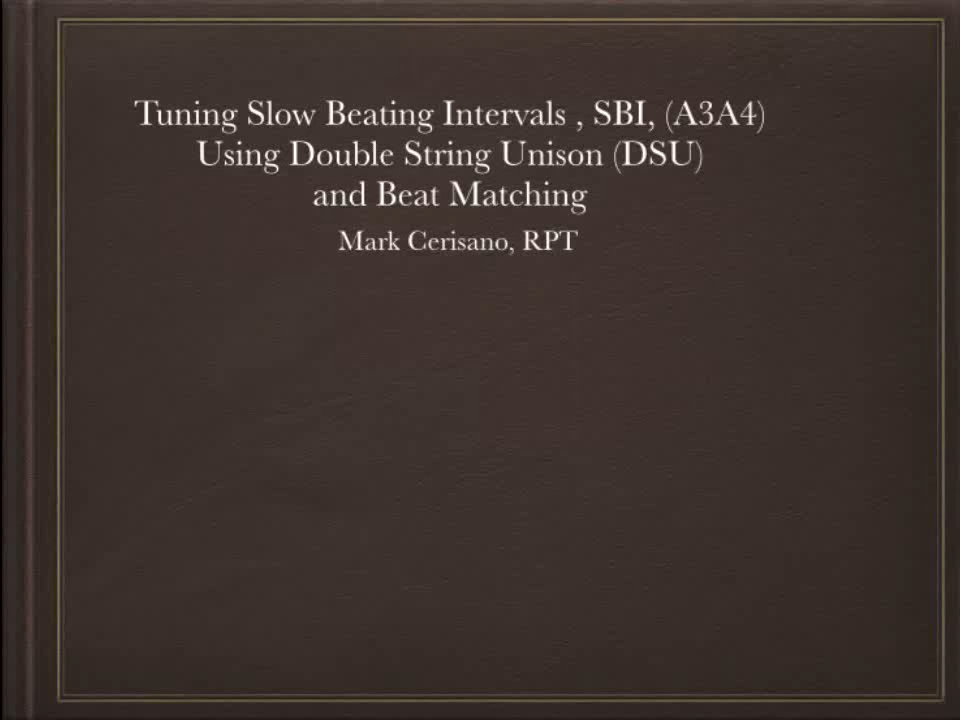 Tuning Slow Beating Intervals , SBI, (A3A4)
Using Double String Unison (DSU)
and Beat Matching
Mark Cerisano, RPT